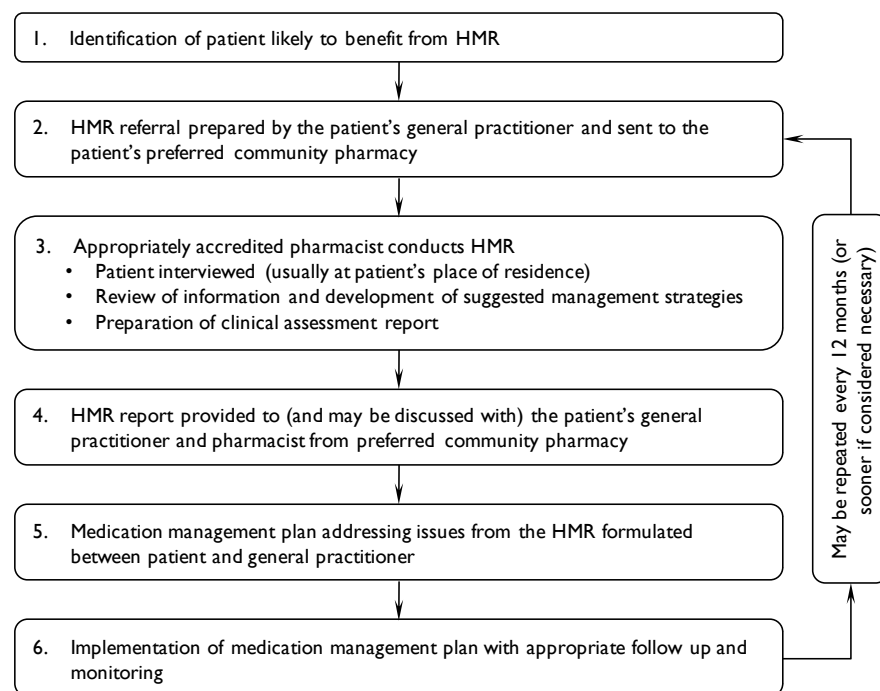 1. Identification of patient likely to benefit from HMR
2. HMR referral prepared by the patient's general practitioner and sent to the
patient's preferred community pharmacy
3. Appropriately accredited pharmacist conducts HMR
• Patient interviewed (usually at patient's place of residence)
• Review of information and development of suggested management strategies
• Preparation of clinical assessment report
4. HMR report provided to (and may be discussed with) the patient's general
practitioner and pharmacist from preferred community pharmacy
5. Medication management plan addressing issues from the HMR formulated
between patient and general practitioner
6. Implementation of medication management plan with appropriate follow up and
monitoring
May be repeated every 12 months (or
sooner if considered necessary)